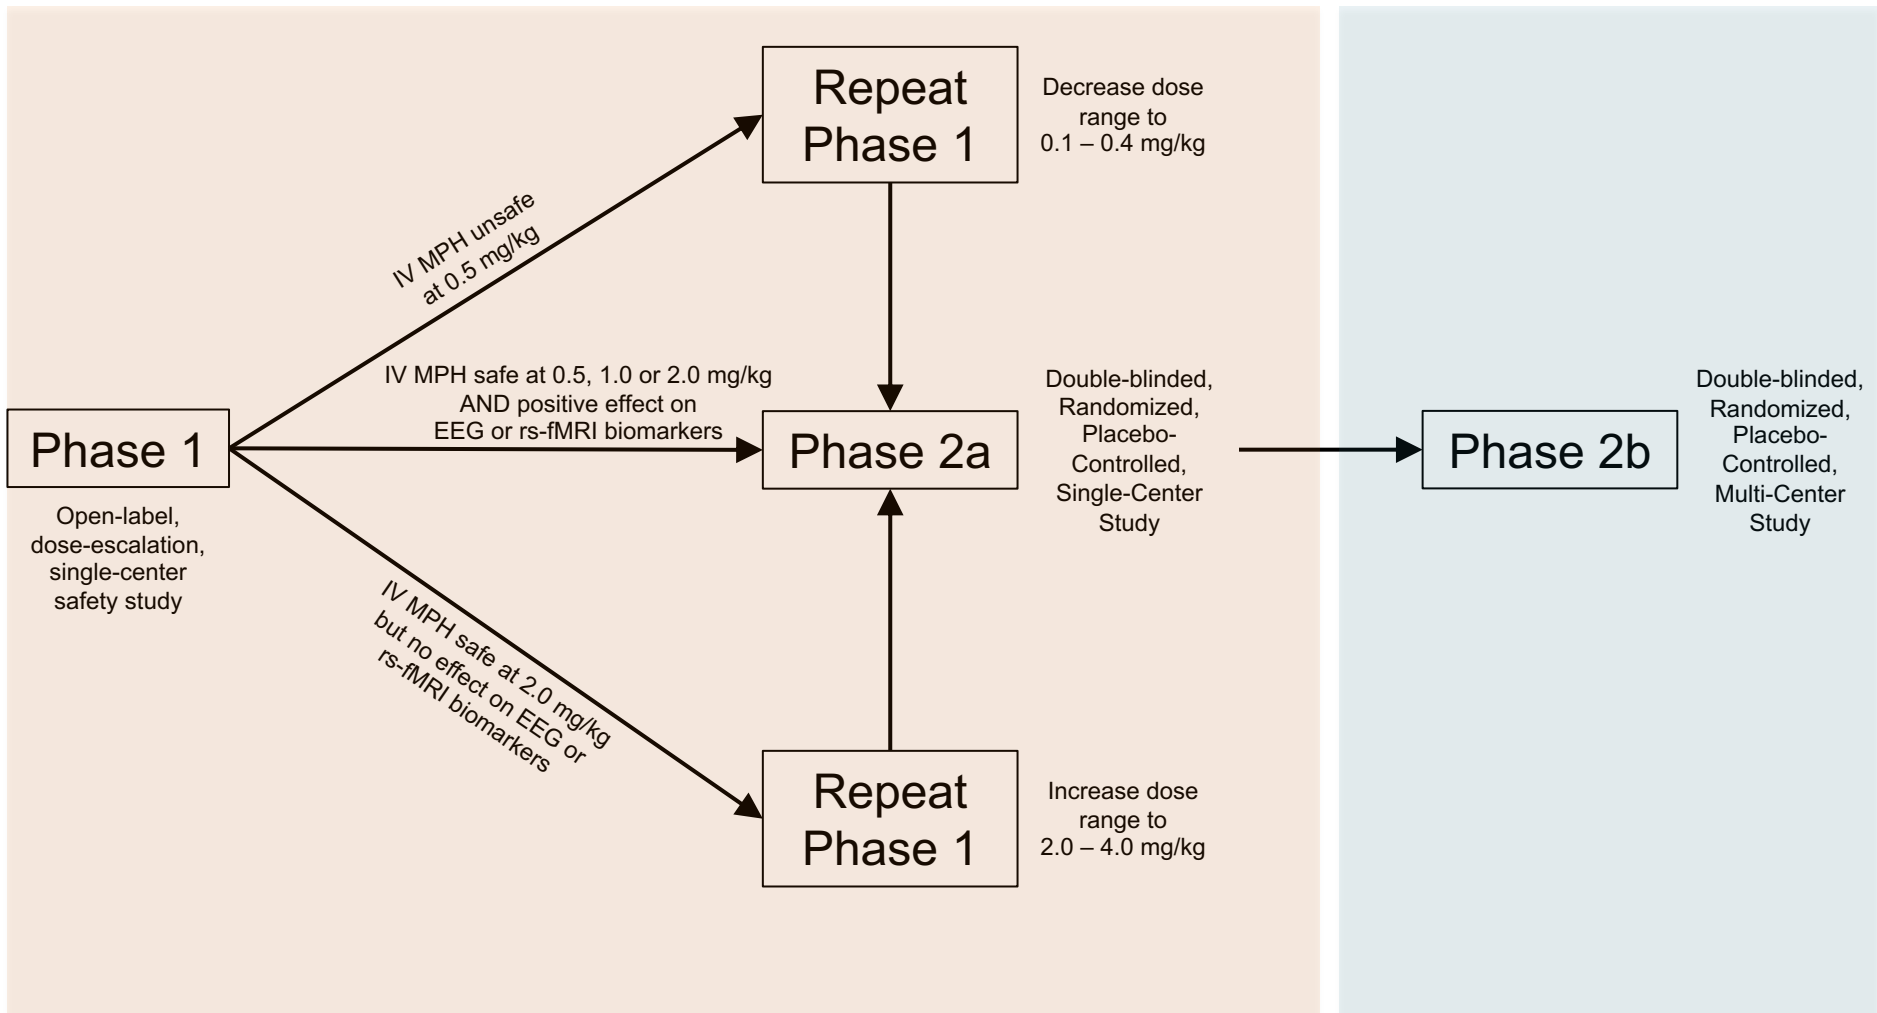 Repeat
Phase 1
Decrease dose
range to
0.1 – 0.4 mg/kg
IV MPH unsafe
at 0.5 mg/kg
IV MPH safe at 0.5, 1.0 or 2.0 mg/kg
AND positive effect on
EEG or rs-fMRI biomarkers
Phase 1
Open-label,
dose-escalation,
single-center
safety study
Phase 2a
Double-blinded,
Randomized,
Placebo-
Controlled,
Single-Center
Study
Phase 2b
Double-blinded,
Randomized,
Placebo-
Controlled,
Multi-Center
Study
IV MPH safe at 2.0 mg/kg
but no effect on EEG or
rs-fMRI biomarkers
Repeat
Phase 1
Increase dose
range to
2.0 – 4.0 mg/kg